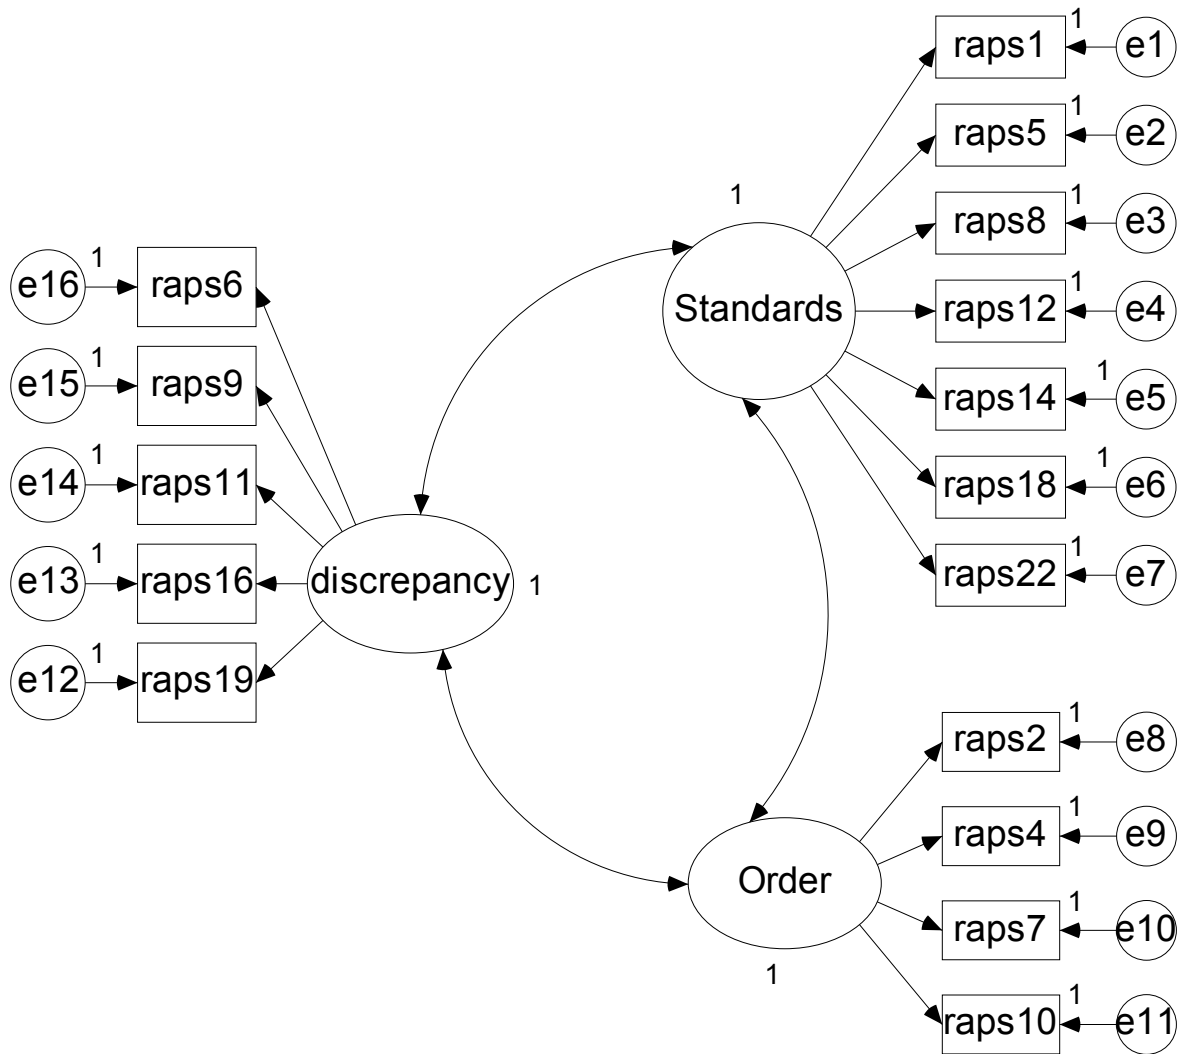 1
raps1
e1
1
raps5
e2
1
raps8
e3
1
raps12
e4
1
raps14
e5
1
raps18
e6
1
raps22
e7
1
Standards
e16
1
raps6
e15
1
raps9
e14
1
raps11
e13
1
raps16
e12
1
raps19
discrepancy
1
1
raps2
e8
1
raps4
e9
1
raps7
e10
1
raps10
e11
Order
1